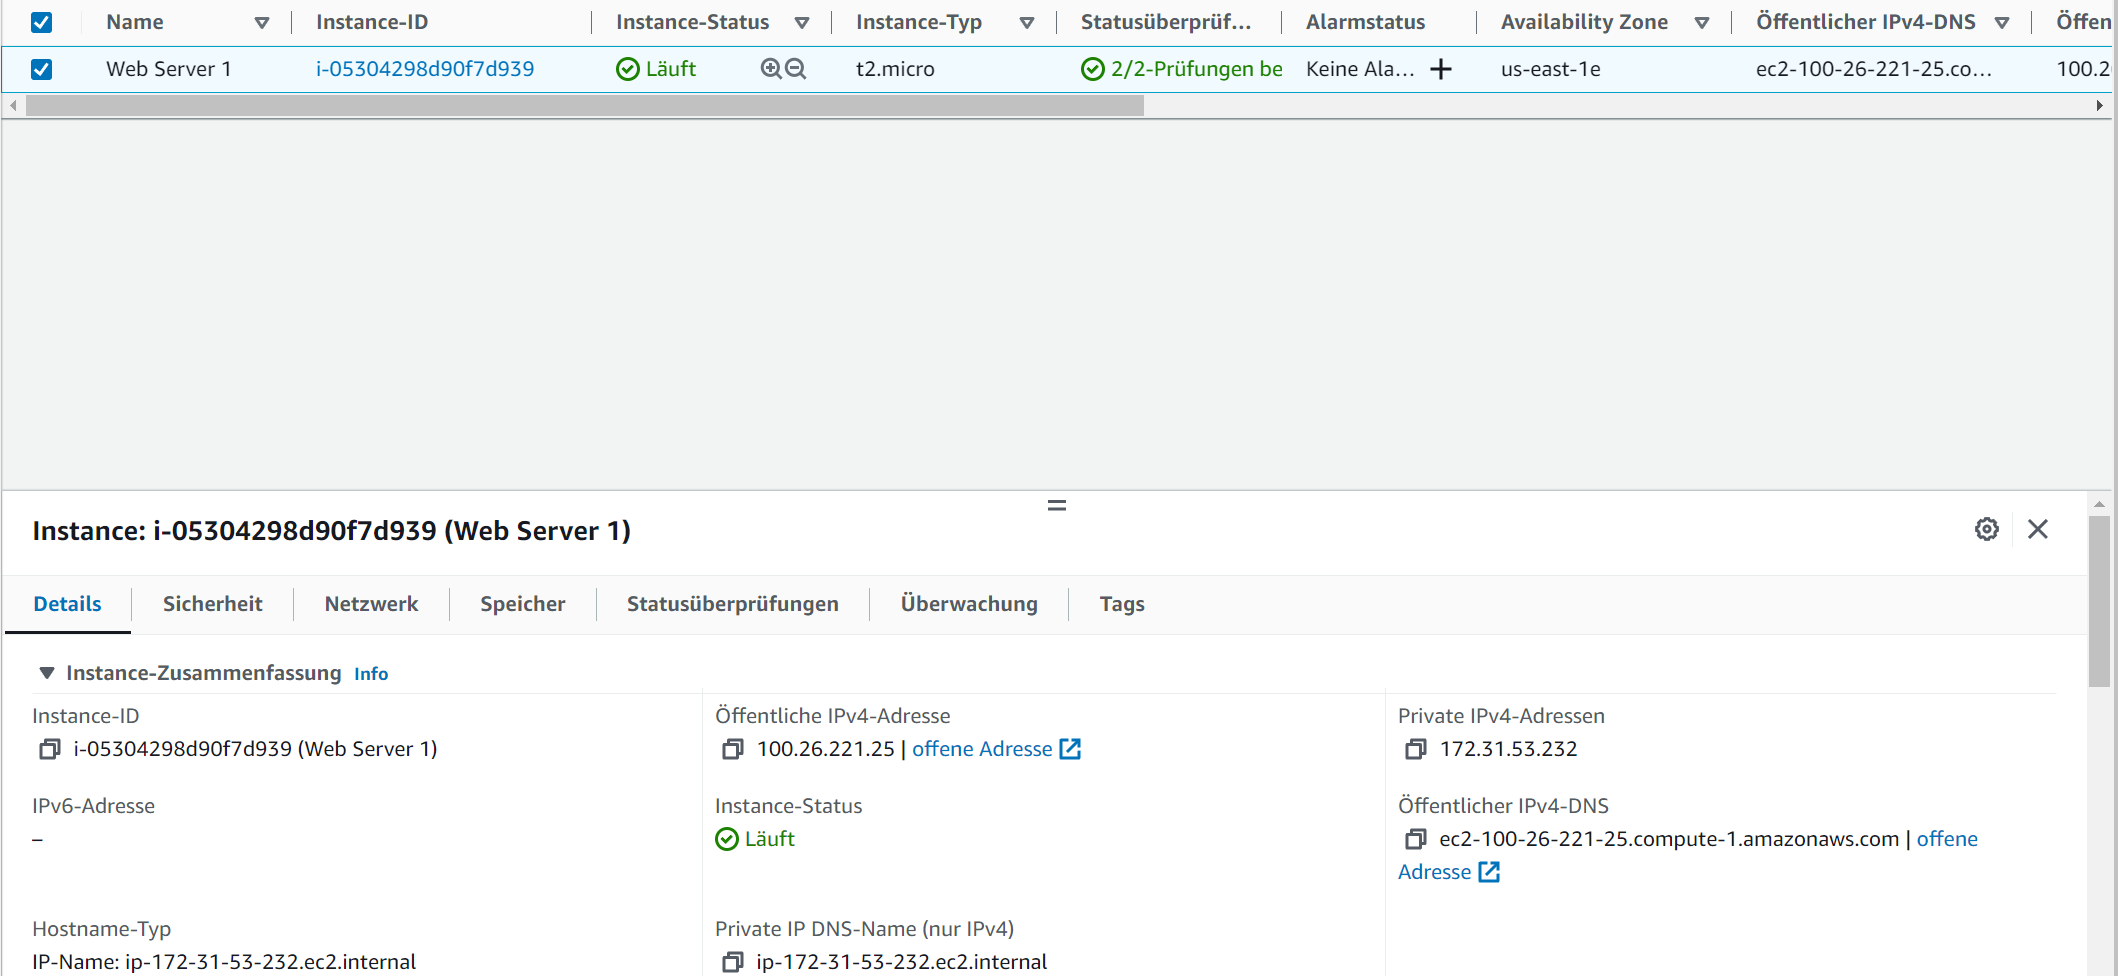 Name Instance-ID Instance-Status Instance-Typ Statusüberprüf... Alarmstatus Availability Zone Öffentlicher IPv4-DNS Öffen
Web Server 1 i-05304298d90f7d939 Läuft t2.micro 2/2-Prüfungen be Keine Ala... us-east-1e ec2-100-26-221-25.co... 100.2
Instance: i-05304298d90f7d939 (Web Server 1)
Details Sicherheit Netzwerk Speicher Statusüberprüfungen Überwachung Tags
Instance-Zusammenfassung Info
Instance-ID
i-05304298d90f7d939 (Web Server 1)
Öffentliche IPv4-Adresse
100.26.221.25 | offene Adresse
Private IPv4-Adressen
172.31.53.232
IPv6-Adresse
–
Instance-Status
Läuft
Öffentlicher IPv4-DNS
ec2-100-26-221-25.compute-1.amazonaws.com | offene
Adresse
Hostname-Typ
IP-Name: ip-172-31-53-232.ec2.internal
Private IP DNS-Name (nur IPv4)
ip-172-31-53-232.ec2.internal